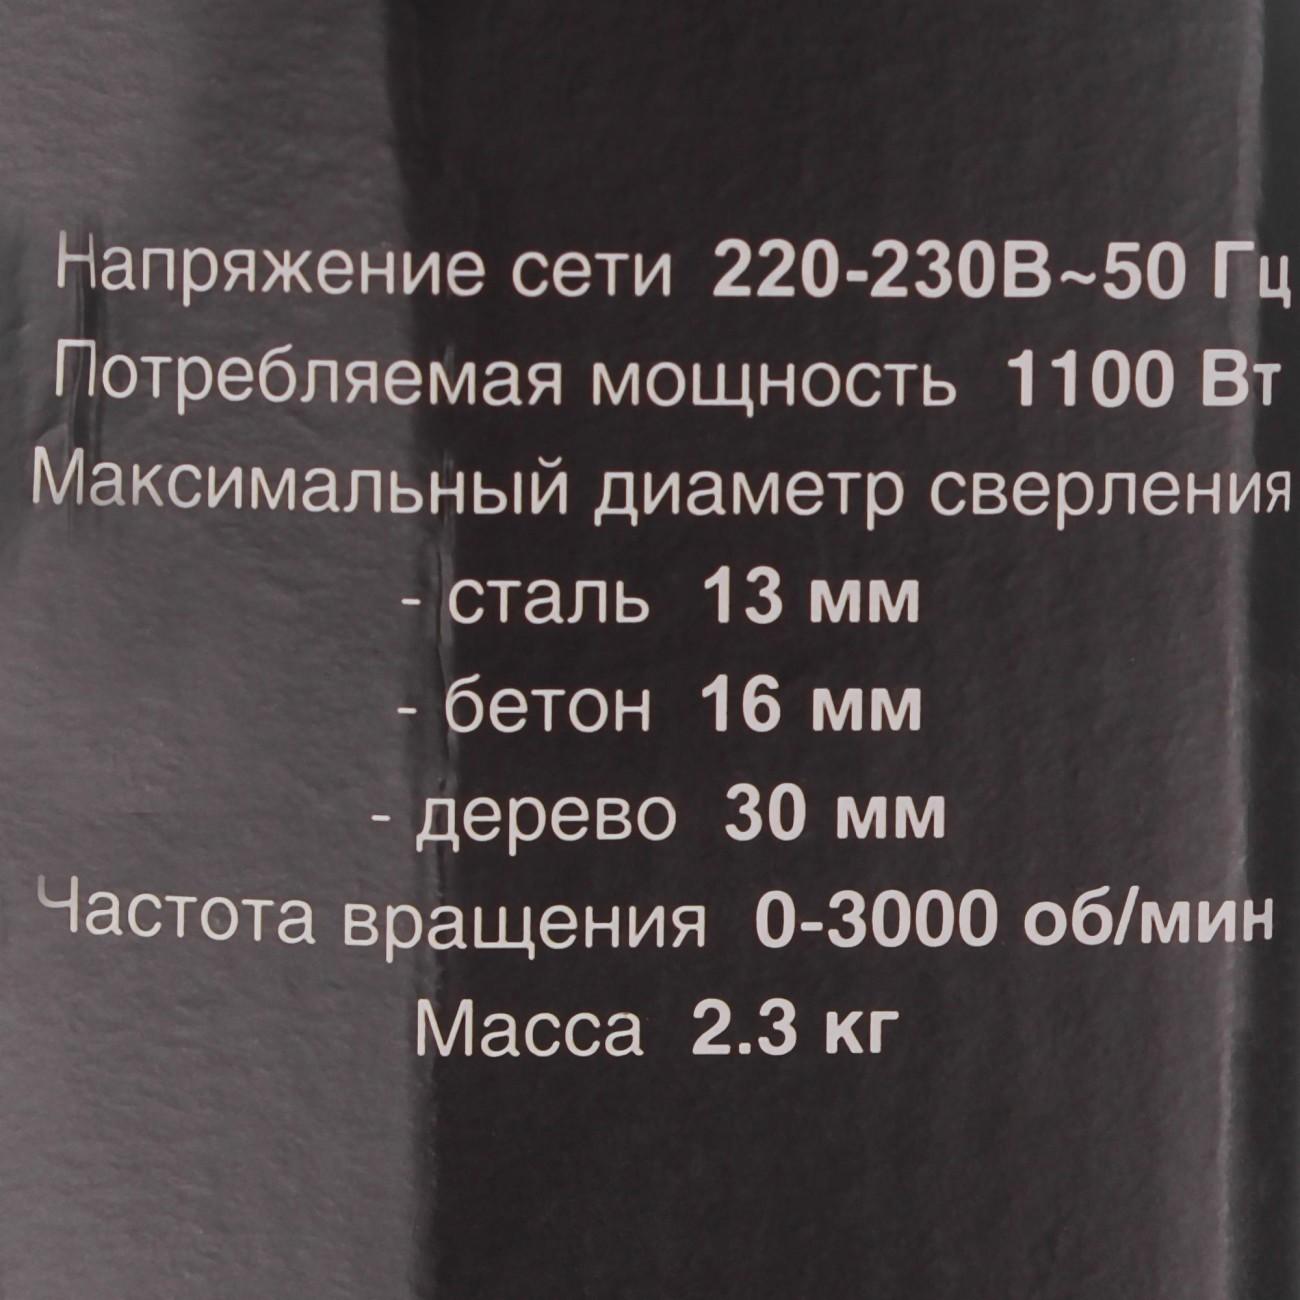 Напряжение сети 220-230В~50 Гц
Потребляемая мощность 1100 Вт
Максимальный диаметр сверления
- сталь 13 мм
- бетон 16 мм
- дерево 30 мм
Частота вращения 0-3000 об/мин
Масса 2.3 кг